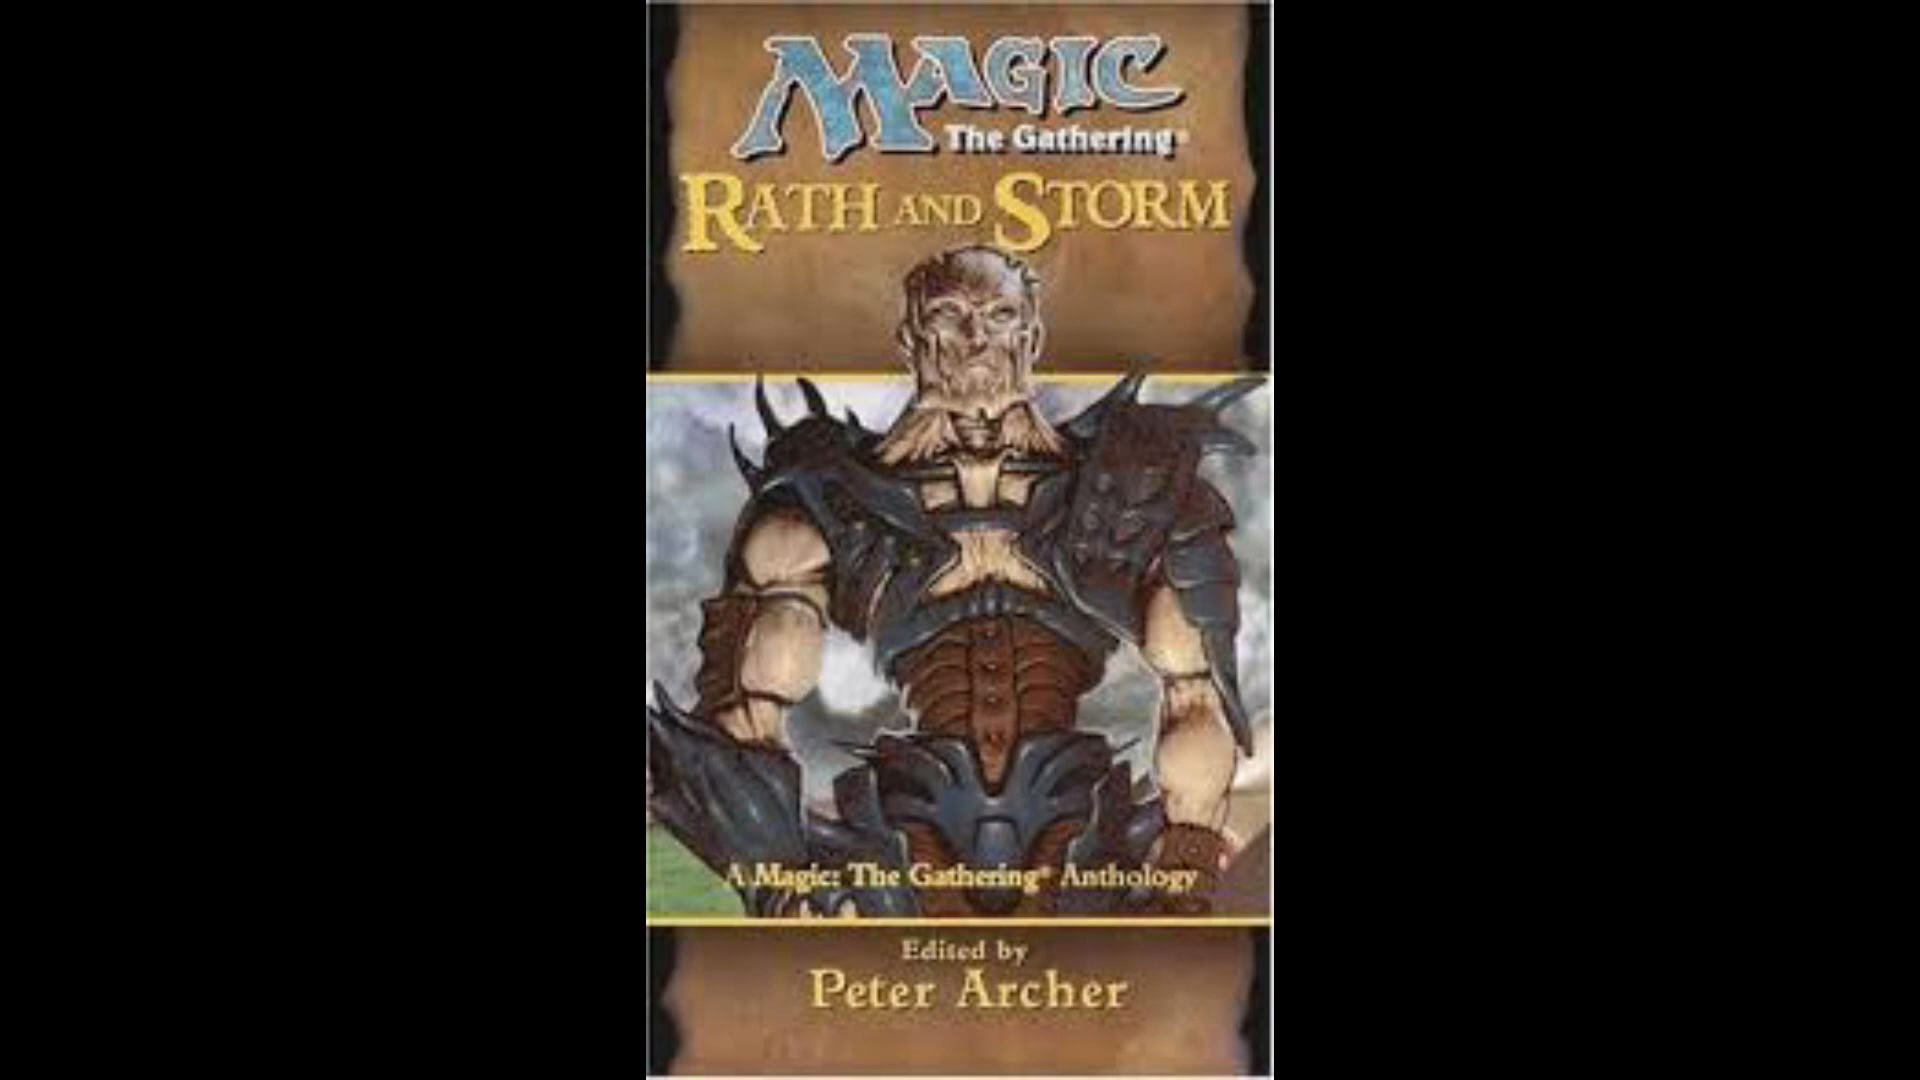 MAGIC
The Gathering®
RATH AND STORM
A Magic: The Gathering® Anthology
Edited by
Peter Archer